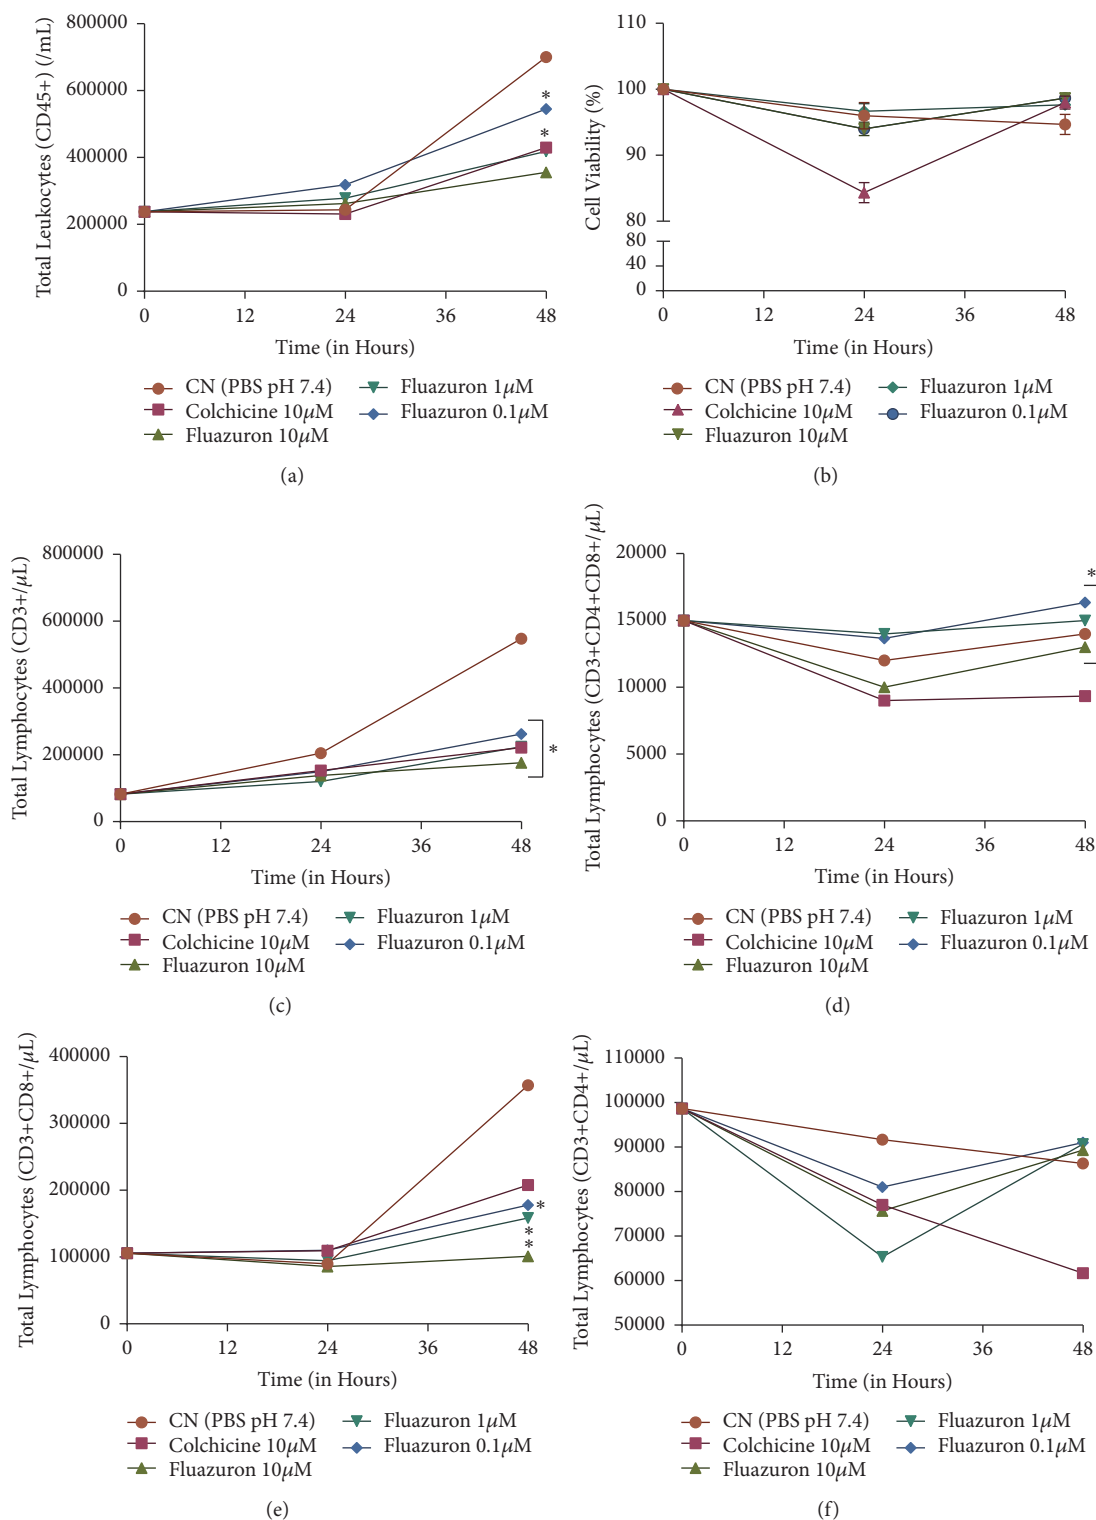 800000
600000
400000
200000
0
Total Leukocytes (CD45+) (/mL)
*
*
0 12 24 36 48
Time (in Hours)
CN (PBS pH 7.4) Fluazuron 1μM
Colchicine 10μM Fluazuron 0.1μM
Fluazuron 10μM
(a)
110
100
90
80
80
40
0
Cell Viability (%)
0 12 24 36 48
Time (in Hours)
CN (PBS pH 7.4) Fluazuron 1μM
Colchicine 10μM Fluazuron 0.1μM
Fluazuron 10μM
(b)
800000
600000
400000
200000
0
Total Lymphocytes (CD3+/μL)
*
0 12 24 36 48
Time (in Hours)
CN (PBS pH 7.4) Fluazuron 1μM
Colchicine 10μM Fluazuron 0.1μM
Fluazuron 10μM
(c)
20000
15000
10000
5000
0
Total Lymphocytes (CD3+CD4+CD8+/μL)
*
0 12 24 36 48
Time (in Hours)
CN (PBS pH 7.4) Fluazuron 1μM
Colchicine 10μM Fluazuron 0.1μM
Fluazuron 10μM
(d)
400000
300000
200000
100000
0
Total Lymphocytes (CD3+CD8+/μL)
*
*
*
0 12 24 36 48
Time (in Hours)
CN (PBS pH 7.4) Fluazuron 1μM
Colchicine 10μM Fluazuron 0.1μM
Fluazuron 10μM
(e)
110000
100000
90000
80000
70000
60000
50000
Total Lymphocytes (CD3+CD4+/μL)
0 12 24 36 48
Time (in Hours)
CN (PBS pH 7.4) Fluazuron 1μM
Colchicine 10μM Fluazuron 0.1μM
Fluazuron 10μM
(f)